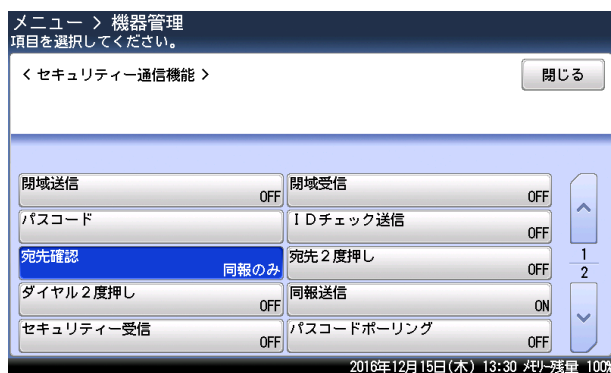 メニュー > 機器管理
項目を選択してください。
< セキュリティー通信機能 >
閉じる
閉域送信 OFF
閉域受信 OFF
パスコード
IDチェック送信 OFF
宛先確認 同報のみ
宛先2度押し OFF
ダイヤル2度押し OFF
同報送信 ON
セキュリティー受信 OFF
パスコードポーリング OFF
1
2
2016年12月15日(木) 13:30 メモリー残量 100%